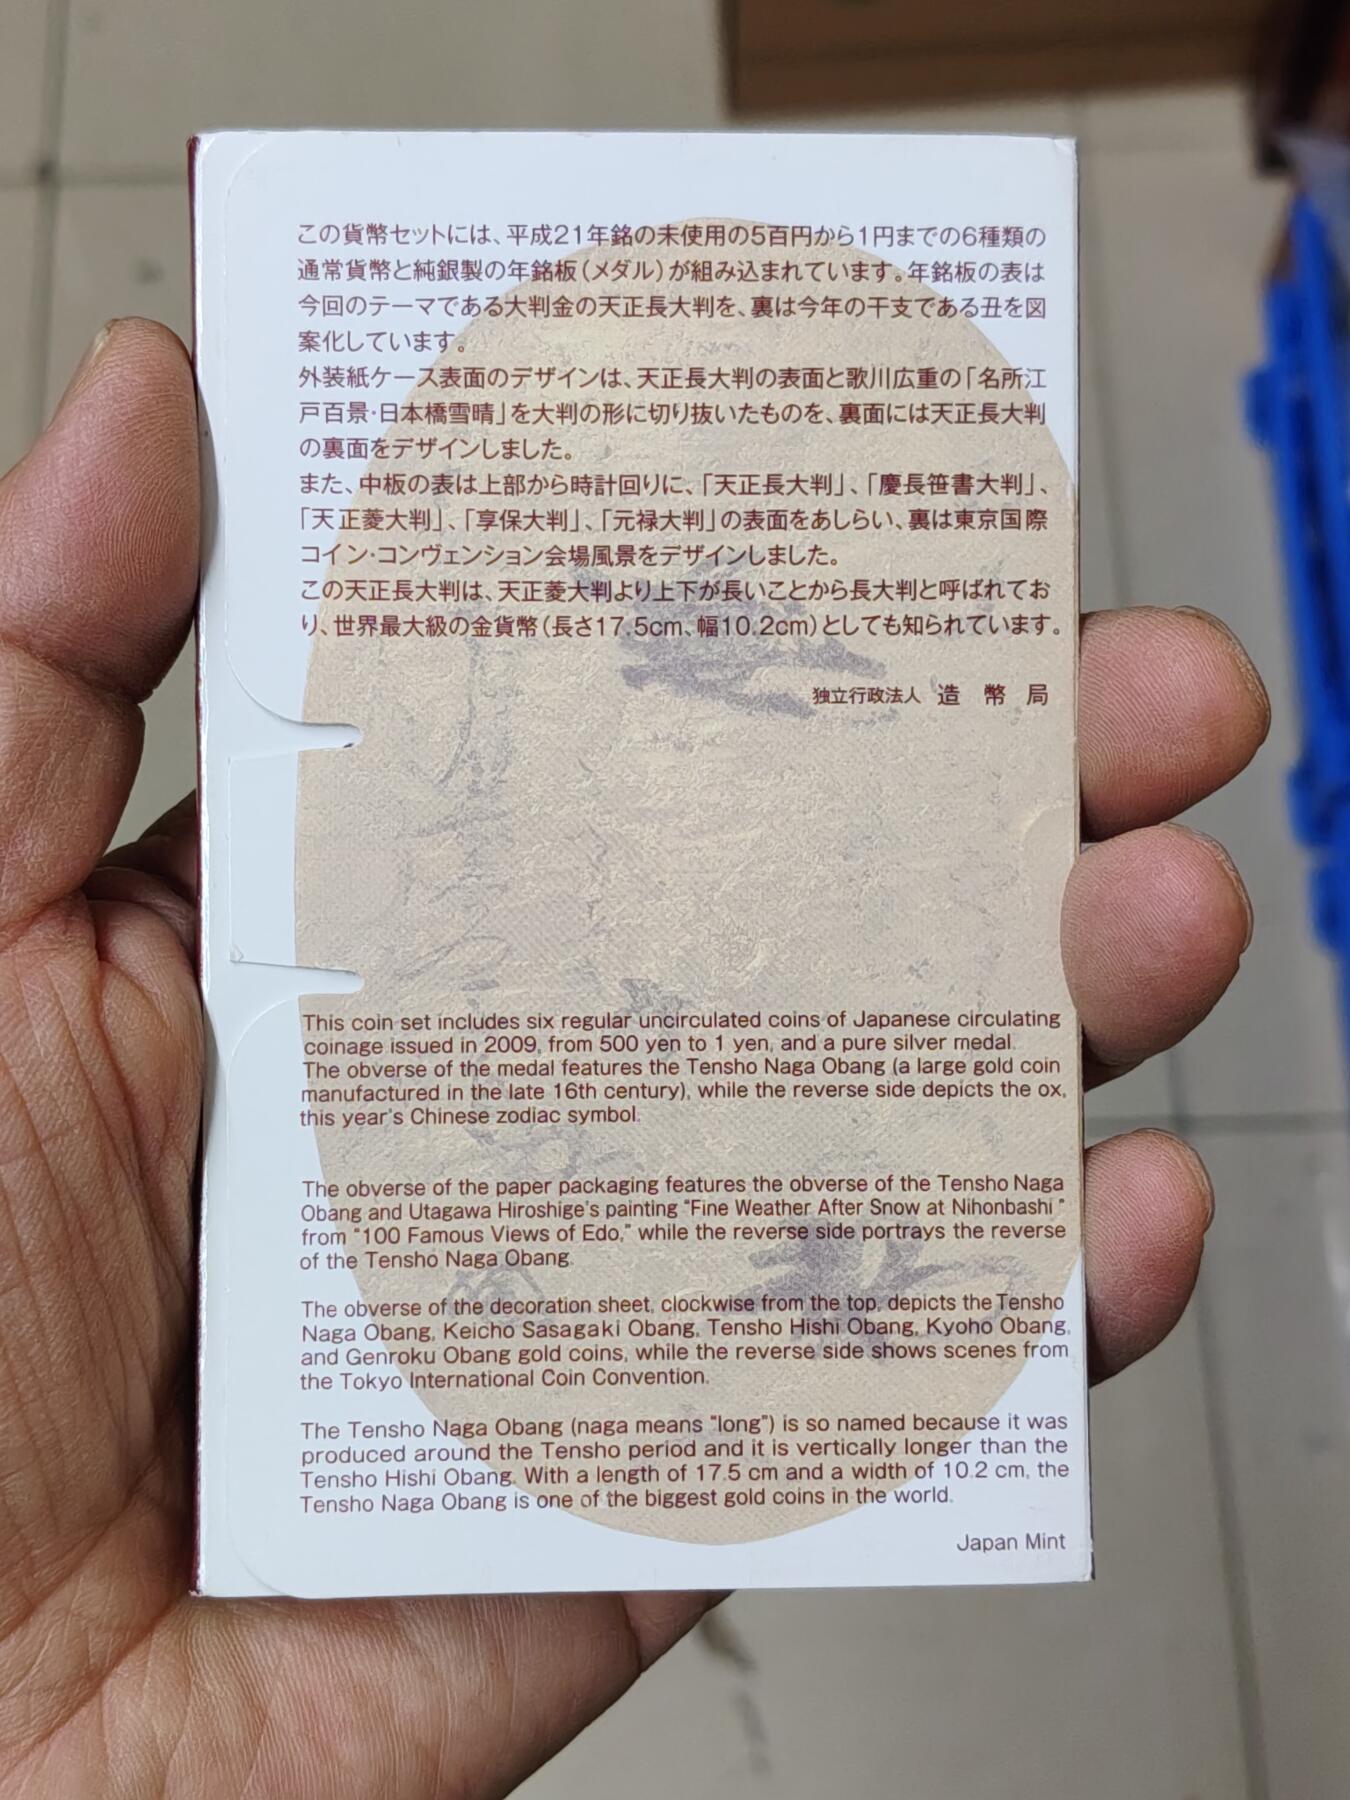 この貨幣セットには、平成21年銘の未使用の5百円から1円までの6種類の
通常貨幣と純銀製の年銘板(メダル)が組み込まれています。年銘板の表は
今回のテーマである大判金の天正長大判を、裏は今年の干支である丑を図
案化しています。
外装紙ケース表面のデザインは、天正長大判の表面と歌川広重の「名所江
戸百景・日本橋雪晴」を大判の形に切り抜いたものを、裏面には天正長大判
の裏面をデザインしました。
また、中板の表は上部から時計回りに、「天正長大判」、「慶長笹書大判」、
「天正菱大判」、「享保大判」、「元禄大判」の表面をあしらい、裏は東京国際
コイン・コンヴェンション会場風景をデザインしました。
この天正長大判は、天正菱大判より上下が長いことから長大判と呼ばれてお
り、世界最大級の金貨幣(長さ17.5cm、幅10.2cm)としても知られています。
独立行政法人 造 幣 局
This coin set includes six regular uncirculated coins of Japanese circulating
coinage issued in 2009, from 500 yen to 1 yen, and a pure silver medal.
The obverse of the medal features the Tensho Naga Obang (a large gold coin
manufactured in the late 16th century), while the reverse side depicts the ox,
this year's Chinese zodiac symbol.
The obverse of the paper packaging features the obverse of the Tensho Naga
Obang and Utagawa Hiroshige's painting "Fine Weather After Snow at Nihonbashi "
from "100 Famous Views of Edo," while the reverse side portrays the reverse
of the Tensho Naga Obang.
The obverse of the decoration sheet, clockwise from the top, depicts the Tensho
Naga Obang, Keicho Sasagaki Obang, Tensho Hishi Obang, Kyoho Obang,
and Genroku Obang gold coins, while the reverse side shows scenes from
the Tokyo International Coin Convention.
The Tensho Naga Obang (naga means "long") is so named because it was
produced around the Tensho period and it is vertically longer than the
Tensho Hishi Obang. With a length of 17.5 cm and a width of 10.2 cm, the
Tensho Naga Obang is one of the biggest gold coins in the world.
Japan Mint